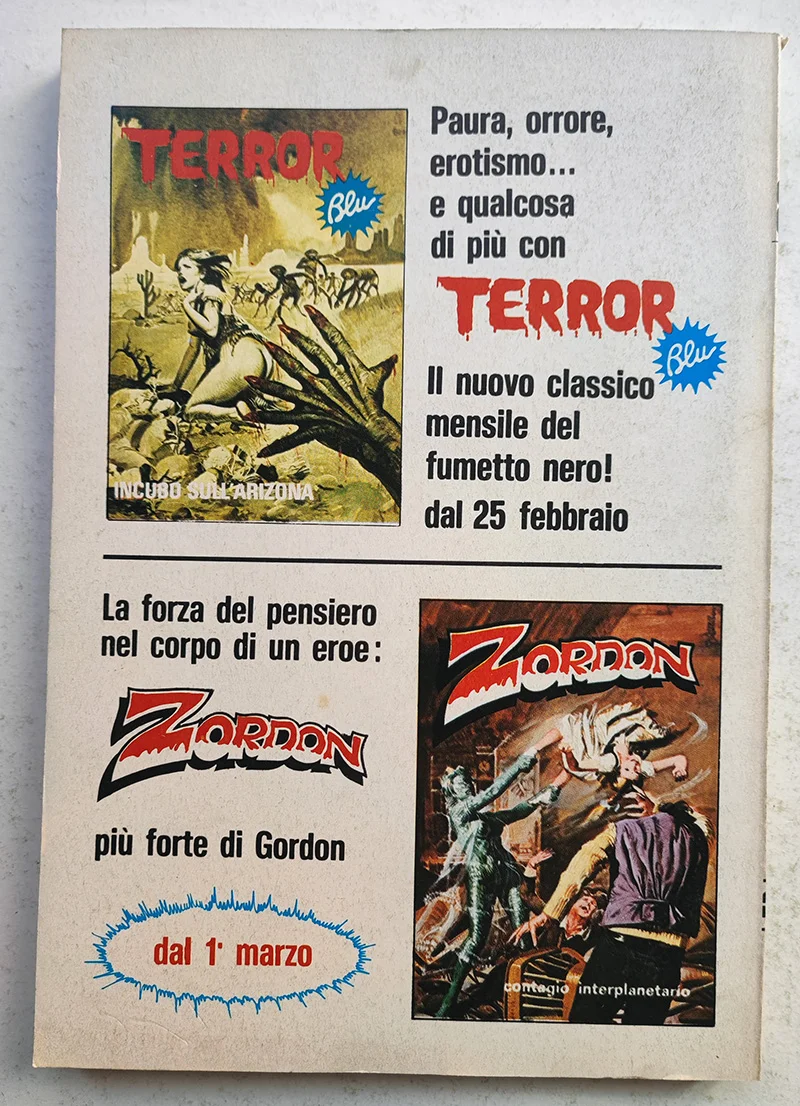 TERROR
Blu
INCUBO SULL'ARIZONA
Paura, orrore,
erotismo...
e qualcosa
di più con
TERROR
Blu
Il nuovo classico
mensile del
fumetto nero!
dal 25 febbraio
La forza del pensiero
nel corpo di un eroe:
ZORDON
più forte di Gordon
dal 1° marzo
ZORDON
contagio interplanetario